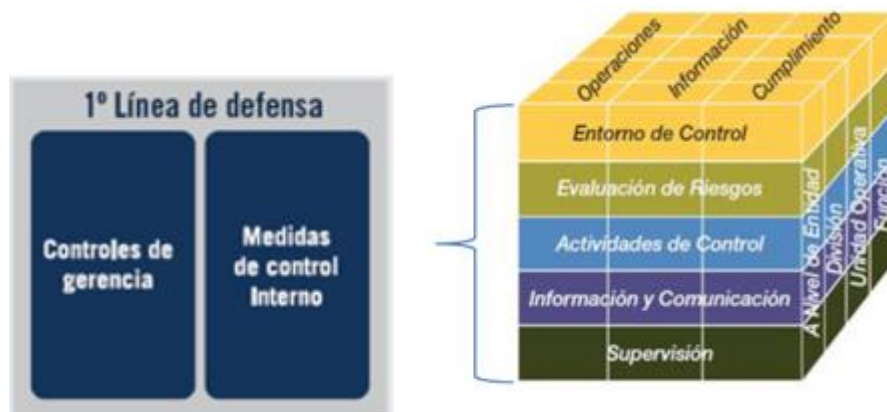 1º Línea de defensa
Controles de
gerencia
Medidas
de control
Interno
Operaciones
Información
Cumplimiento
Entorno de Control
Evaluación de Riesgos
Actividades de Control
Información y Comunicación
Supervisión
A Nivel de Entidad
División
Unidad Operativa
Función